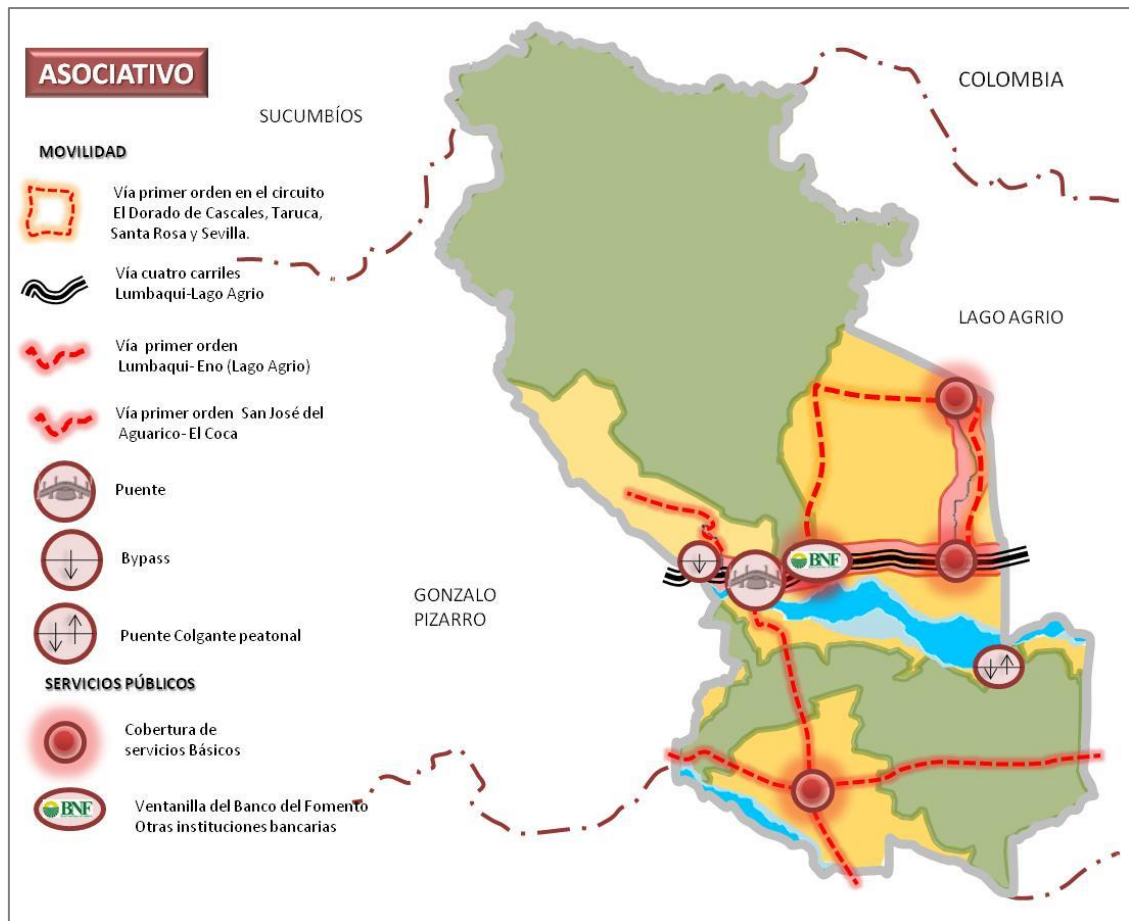 ASOCIATIVO
COLOMBIA
SUCUMBÍOS
MOVILIDAD
Vía primer orden en el circuito
El Dorado de Cascales, Taruca,
Santa Rosa y Sevilla.
Vía cuatro carriles
Lumbaqui-Lago Agrio
LAGO AGRIO
Vía primer orden
Lumbaqui- Eno (Lago Agrio)
Vía primer orden San José del
Aguarico- El Coca
Puente
BNF
Bypass
GONZALO
PIZARRO
Puente Colgante peatonal
SERVICIOS PÚBLICOS
Cobertura de
servicios Básicos
BNF
Ventanilla del Banco del Fomento
Otras instituciones bancarias